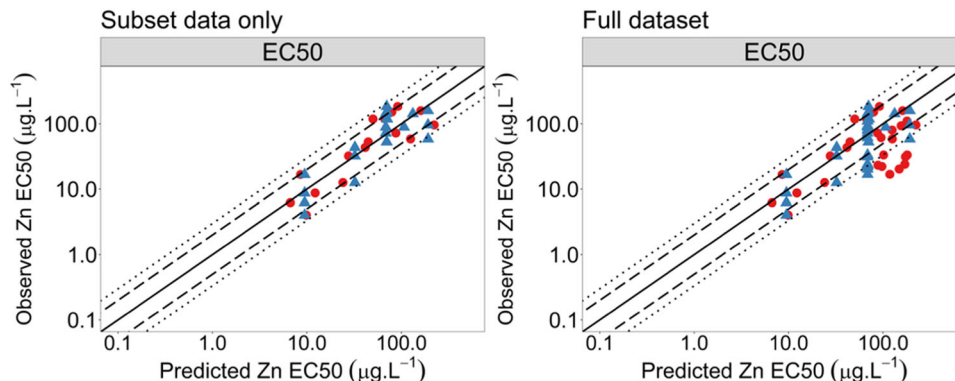 Subset data only
EC50
Observed Zn EC50 (µg.L⁻¹)
100.0
10.0
1.0
0.1
0.1 1.0 10.0 100.0
Predicted Zn EC50 (µg.L⁻¹)
Full dataset
EC50
Observed Zn EC50 (µg.L⁻¹)
100.0
10.0
1.0
0.1
0.1 1.0 10.0 100.0
Predicted Zn EC50 (µg.L⁻¹)